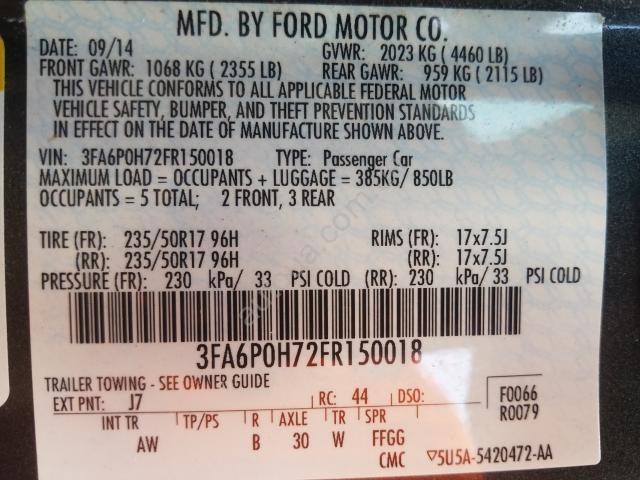 MFD. BY FORD MOTOR CO.
DATE: 09/14 GVWR: 2023 KG ( 4460 LB)
FRONT GAWR: 1068 KG ( 2355 LB) REAR GAWR: 959 KG ( 2115 LB)
THIS VEHICLE CONFORMS TO ALL APPLICABLE FEDERAL MOTOR
VEHICLE SAFETY, BUMPER, AND THEFT PREVENTION STANDARDS
IN EFFECT ON THE DATE OF MANUFACTURE SHOWN ABOVE.
VIN: 3FA6P0H72FR150018 TYPE: Passenger Car
MAXIMUM LOAD = OCCUPANTS + LUGGAGE = 385KG/ 850LB
OCCUPANTS = 5 TOTAL; 2 FRONT, 3 REAR
TIRE (FR): 235/50R17 96H RIMS (FR): 17x7.5J
(RR): 235/50R17 96H (RR): 17x7.5J
PRESSURE (FR): 230 kPa/ 33 PSI COLD (RR): 230 kPa/ 33 PSI COLD
3FA6P0H72FR150018
TRAILER TOWING - SEE OWNER GUIDE
EXT PNT: J7 RC: 44 DSO: F0066
R0079
INT TR TP/PS R AXLE TR SPR
AW B 30 W FFGG
CMC 5U5A-5420472-AA